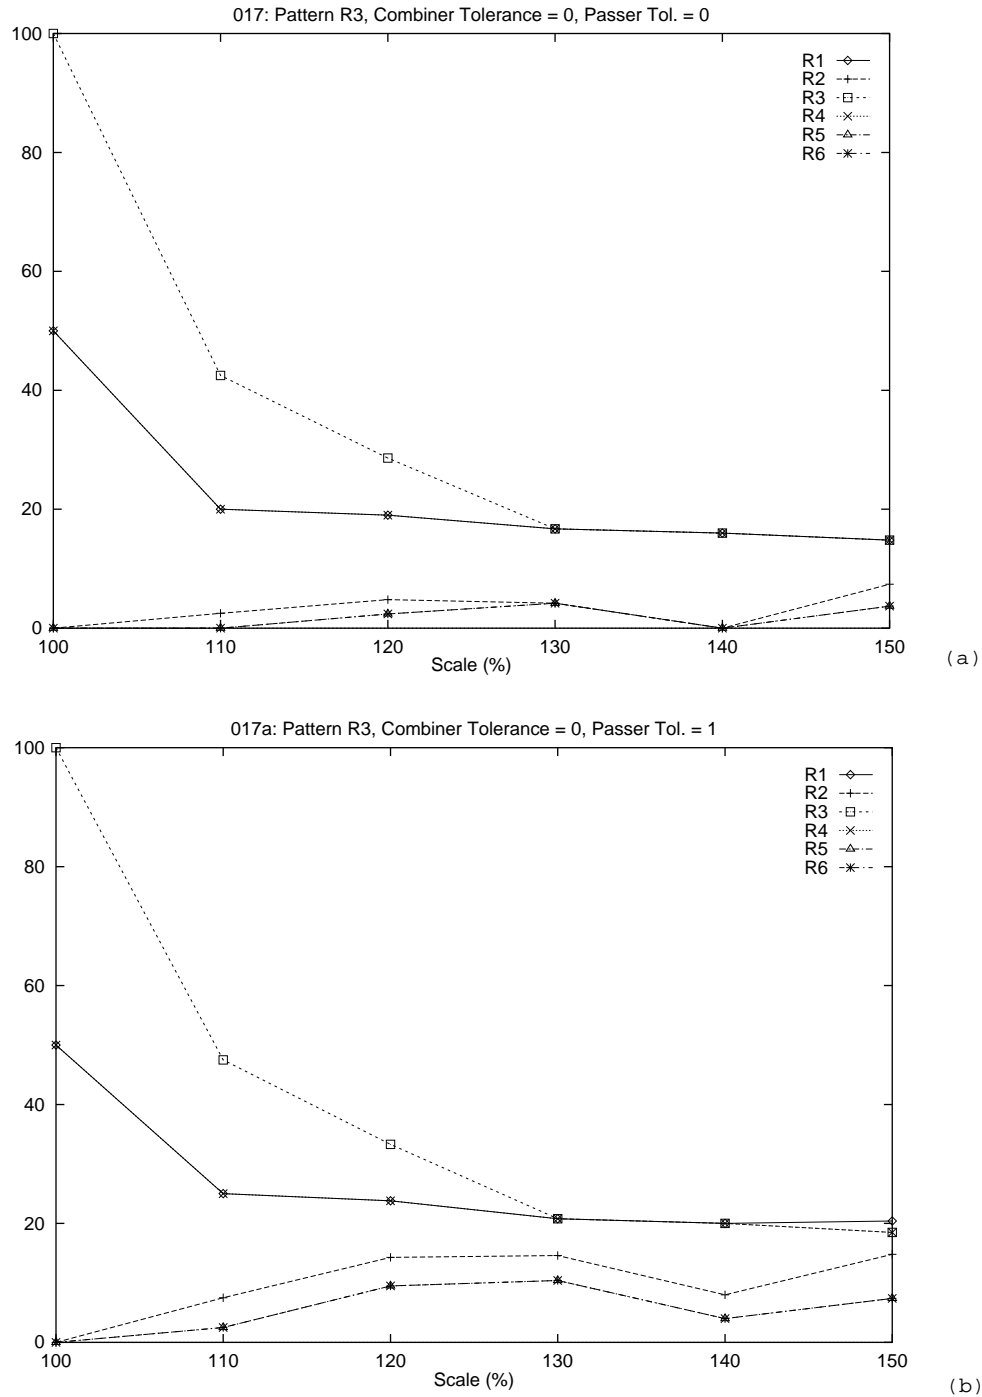 017: Pattern R3, Combiner Tolerance = 0, Passer Tol. = 0
100
80
60
40
20
0
R1
R2
R3
R4
R5
R6
100 110 120 130 140 150
Scale (%)
(a)
017a: Pattern R3, Combiner Tolerance = 0, Passer Tol. = 1
100
80
60
40
20
0
R1
R2
R3
R4
R5
R6
100 110 120 130 140 150
Scale (%)
(b)